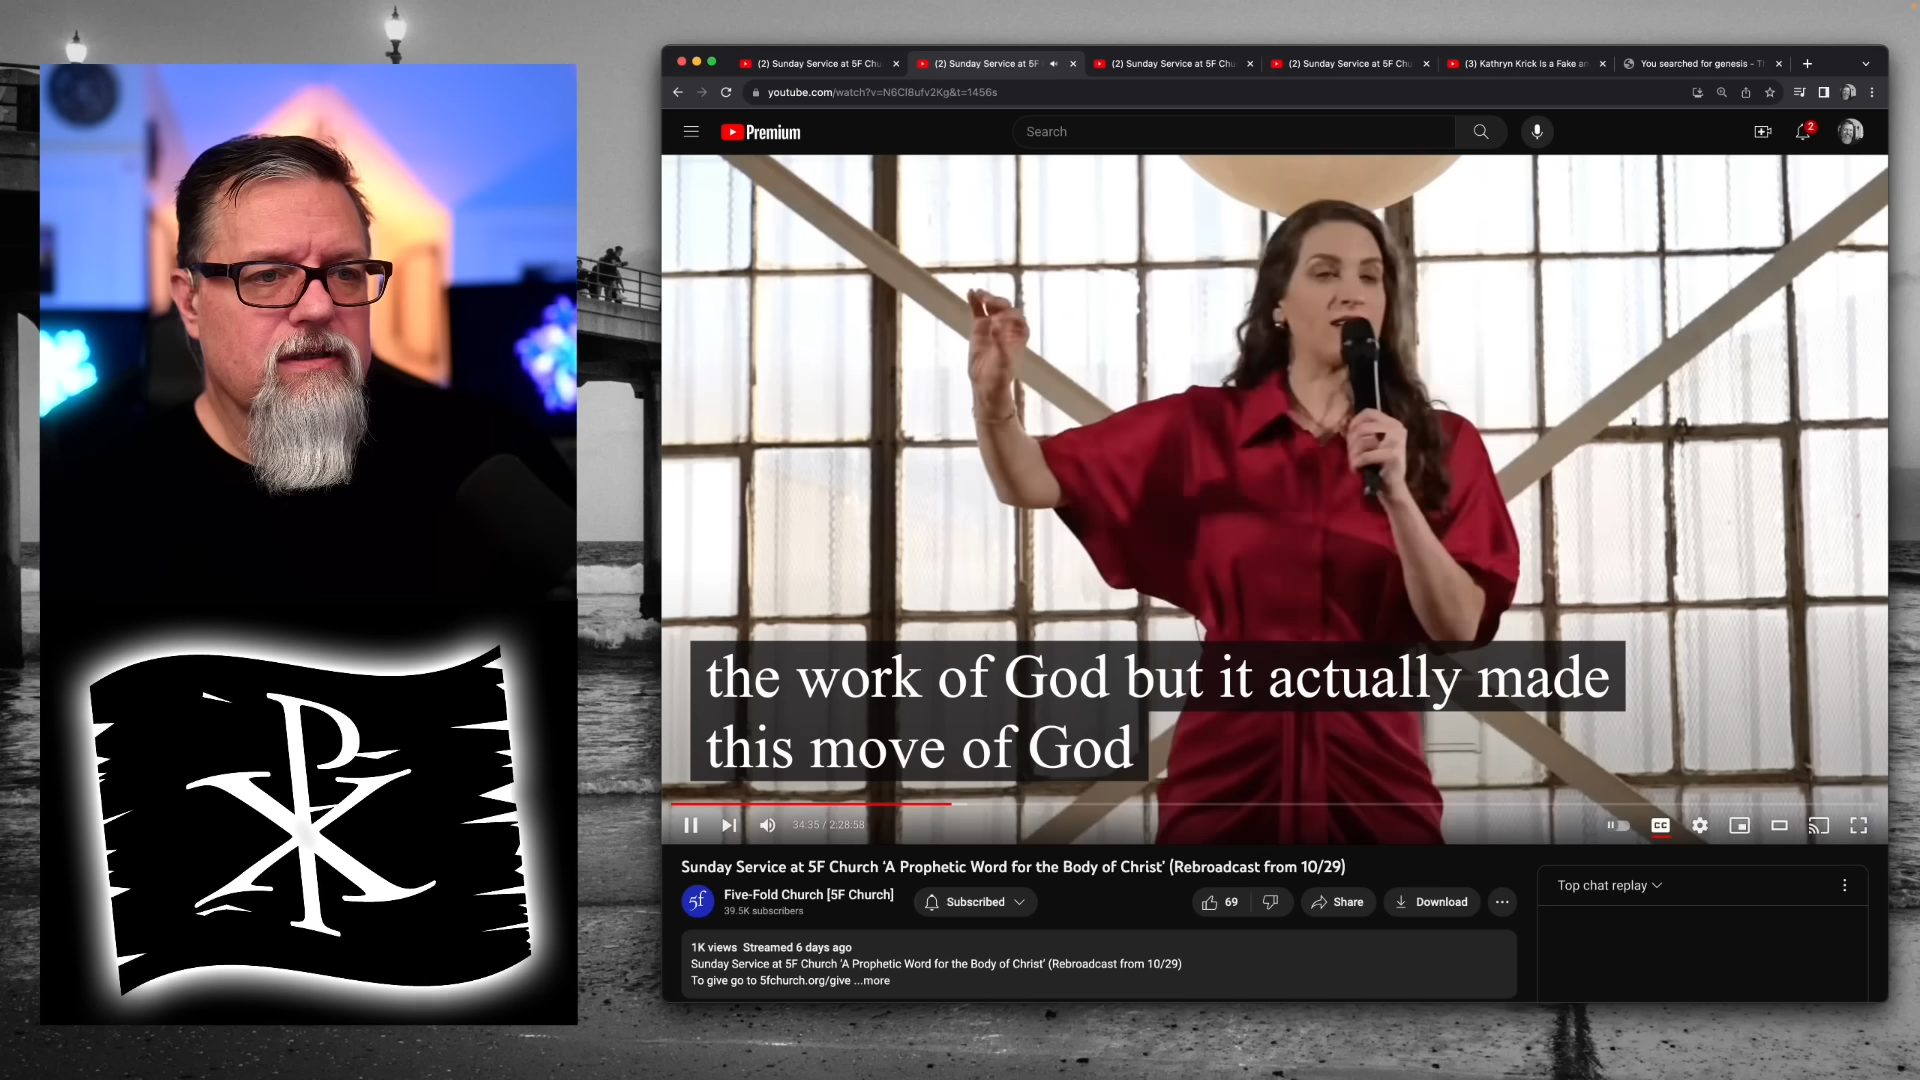 (2) Sunday Service at 5F Chu
(2) Sunday Service at 5F
(2) Sunday Service at 5F Chu
(2) Sunday Service at 5F Chu
(3) Kathryn Krick Is a Fake an
You searched for genesis - T
youtube.com/watch?v=N6Cl8ufv2Kg&t=1456s
Premium
Search
2
the work of God but it actually made
this move of God
34:35 / 2:28:58
CC
Sunday Service at 5F Church 'A Prophetic Word for the Body of Christ' (Rebroadcast from 10/29)
5f
Five-Fold Church [5F Church]
39.5K subscribers
Subscribed
69
Share
Download
Top chat replay
1K views Streamed 6 days ago
Sunday Service at 5F Church 'A Prophetic Word for the Body of Christ' (Rebroadcast from 10/29)
To give go to 5fchurch.org/give ...more